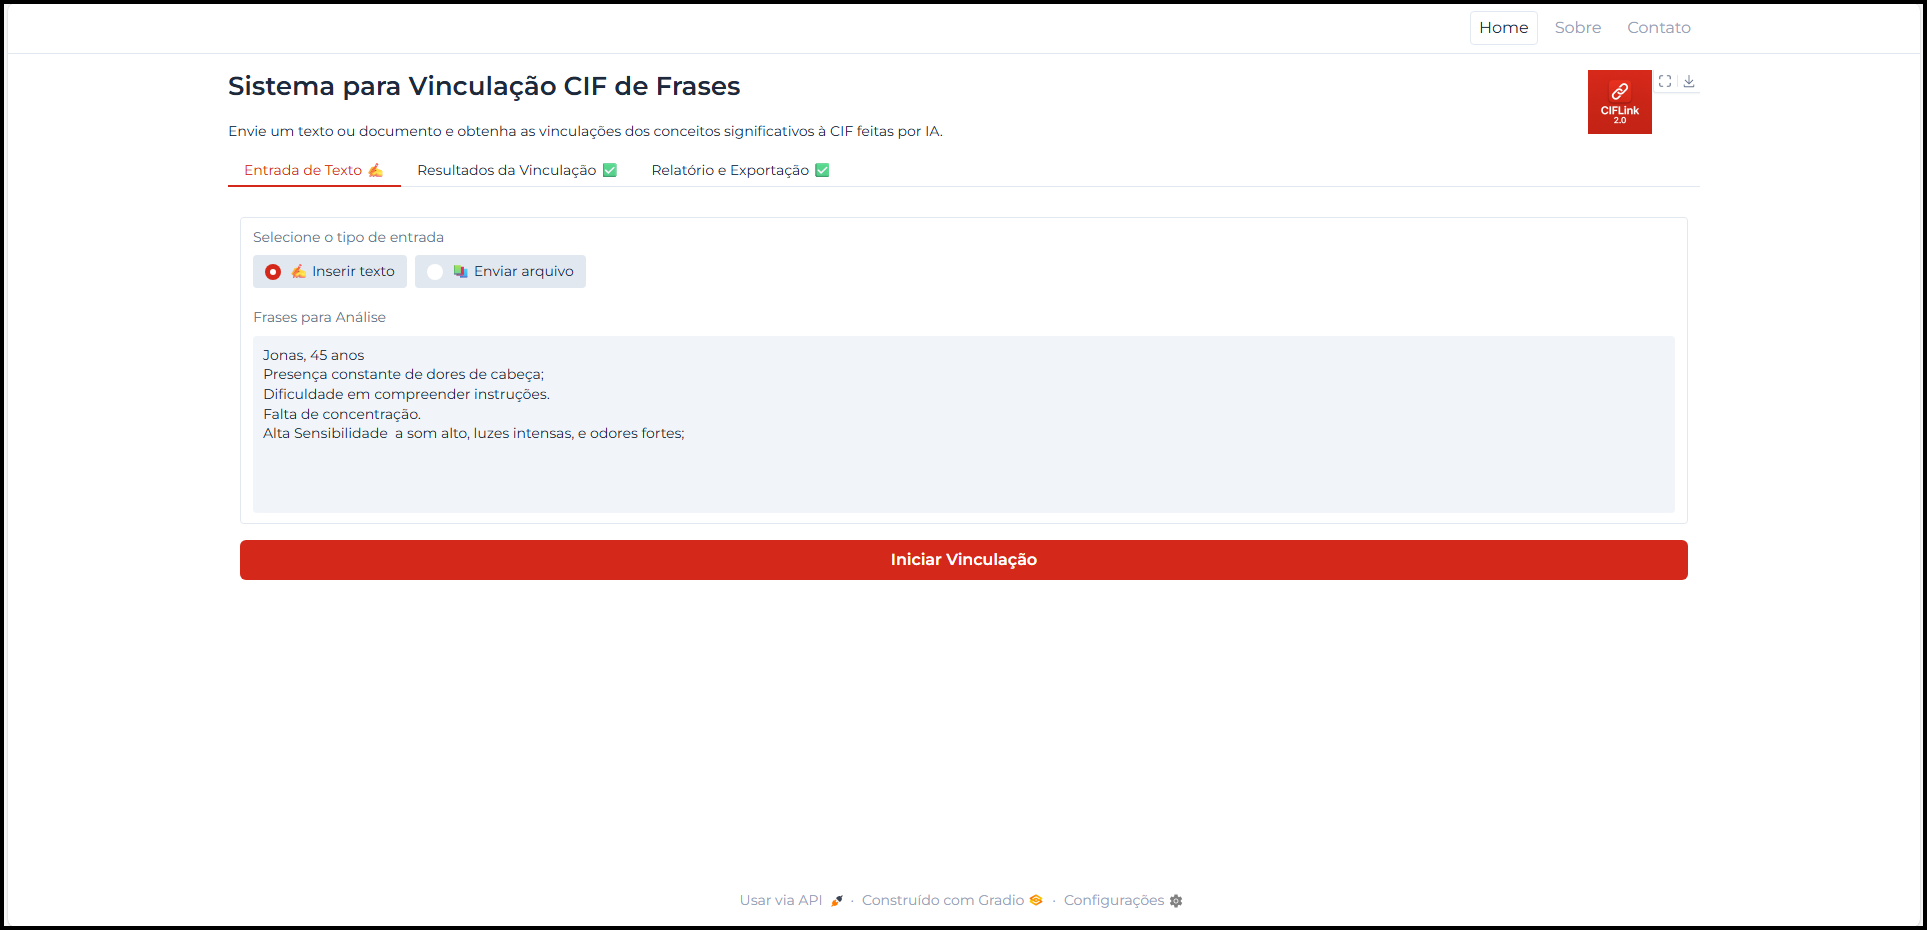 Home Sobre Contato
Sistema para Vinculação CIF de Frases
CIFLink
2.0
Envie um texto ou documento e obtenha as vinculações dos conceitos significativos à CIF feitas por IA.
Entrada de Texto ✍️ Resultados da Vinculação ✅ Relatório e Exportação ✅
Selecione o tipo de entrada
✍️ Inserir texto 📚 Enviar arquivo
Frases para Análise
Jonas, 45 anos
Presença constante de dores de cabeça;
Dificuldade em compreender instruções.
Falta de concentração.
Alta Sensibilidade  a som alto, luzes intensas, e odores fortes;
Iniciar Vinculação
Usar via API · Construído com Gradio · Configurações